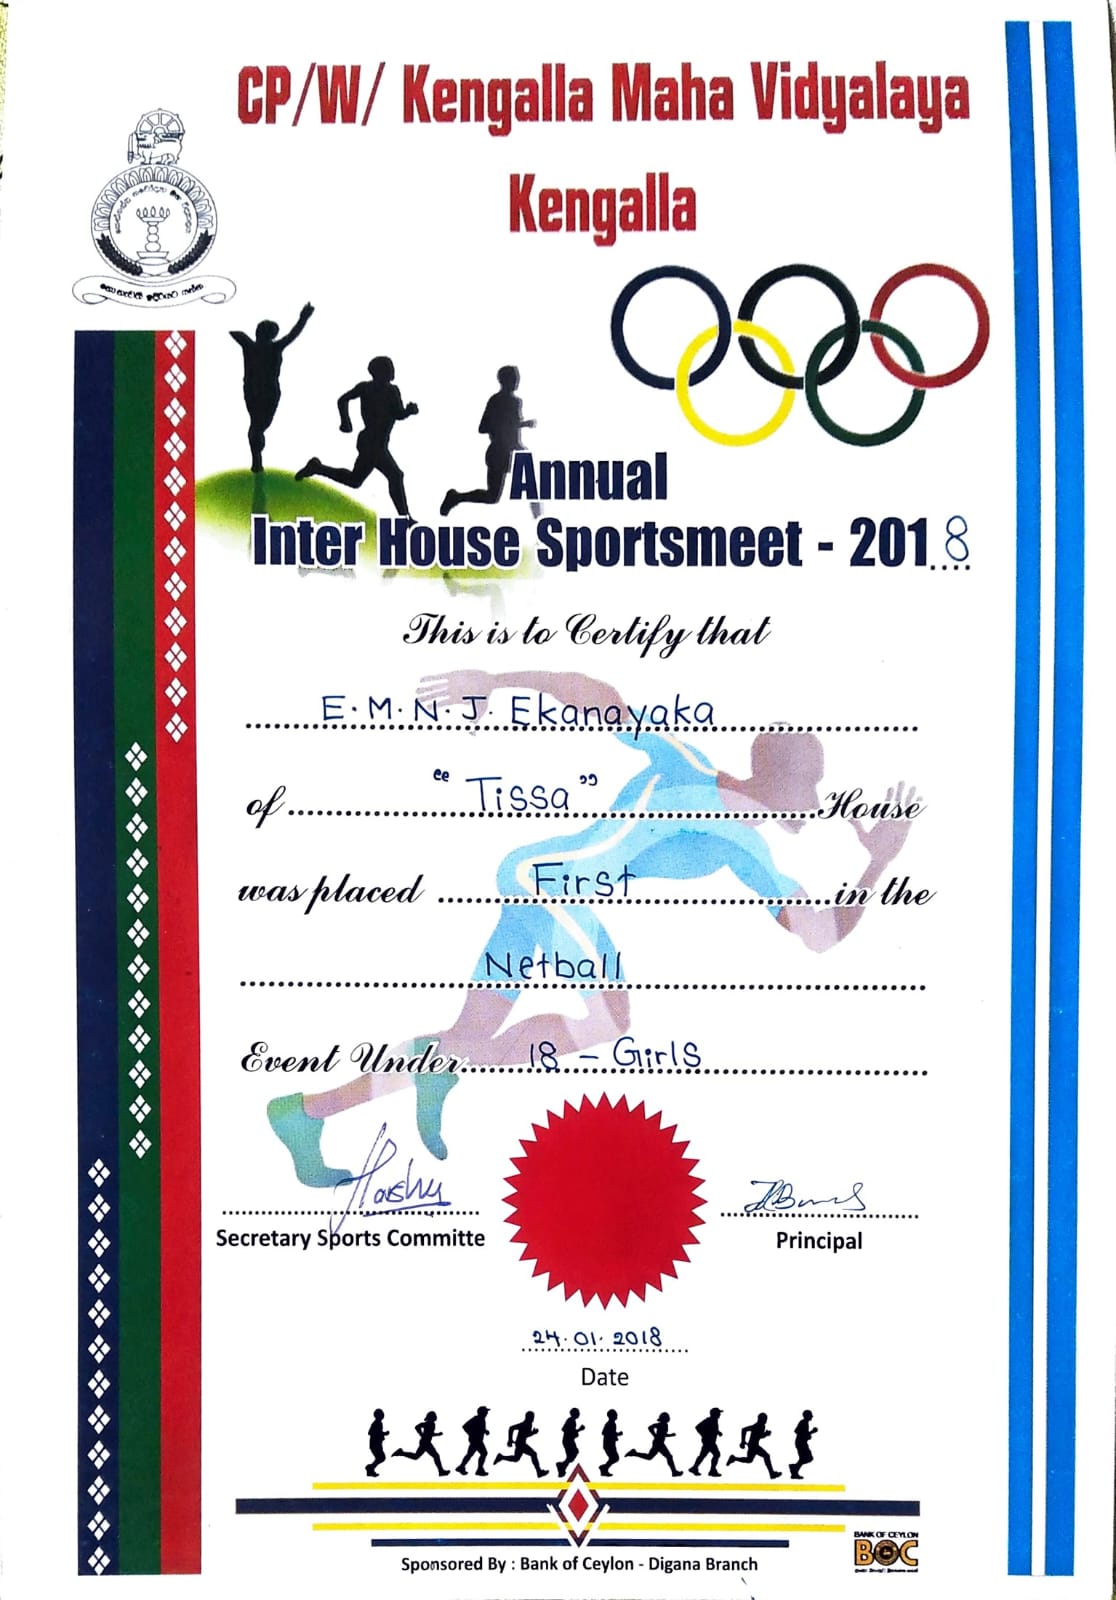 CP/W/ Kengalla Maha Vidyalaya
Kengalla
Annual
Inter House Sportsmeet - 2018
This is to Certify that
E.M.N.J. Ekanayaka
of "Tissa" House
was placed First in the
Netball
Event Under 18 - Girls
Secretary Sports Committe
Principal
24.01.2018
Date
Sponsored By : Bank of Ceylon - Digana Branch
BANK OF CEYLON
BOC